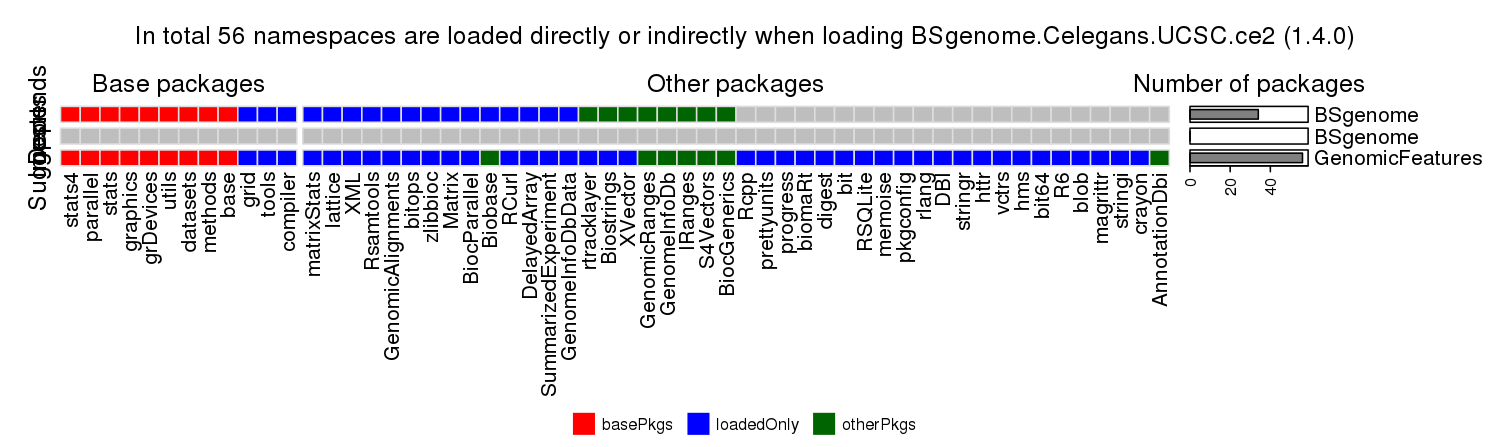 In total 56 namespaces are loaded directly or indirectly when loading BSgenome.Celegans.UCSC.ce2 (1.4.0)
Base packages
Other packages
Number of packages
BSgenome
BSgenome
GenomicFeatures
stats4
parallel
stats
graphics
grDevices
utils
datasets
methods
base
grid
tools
compiler
matrixStats
lattice
XML
Rsamtools
GenomicAlignments
bitops
zlibbioc
Matrix
BiocParallel
Biobase
RCurl
DelayedArray
SummarizedExperiment
GenomeInfoDbData
rtracklayer
Biostrings
XVector
GenomicRanges
GenomeInfoDb
IRanges
S4Vectors
BiocGenerics
Rcpp
prettyunits
progress
biomaRt
digest
bit
RSQLite
memoise
pkgconfig
rlang
DBI
stringr
httr
vctrs
hms
bit64
R6
blob
magrittr
stringi
crayon
AnnotationDbi
0
20
40
basePkgs
loadedOnly
otherPkgs